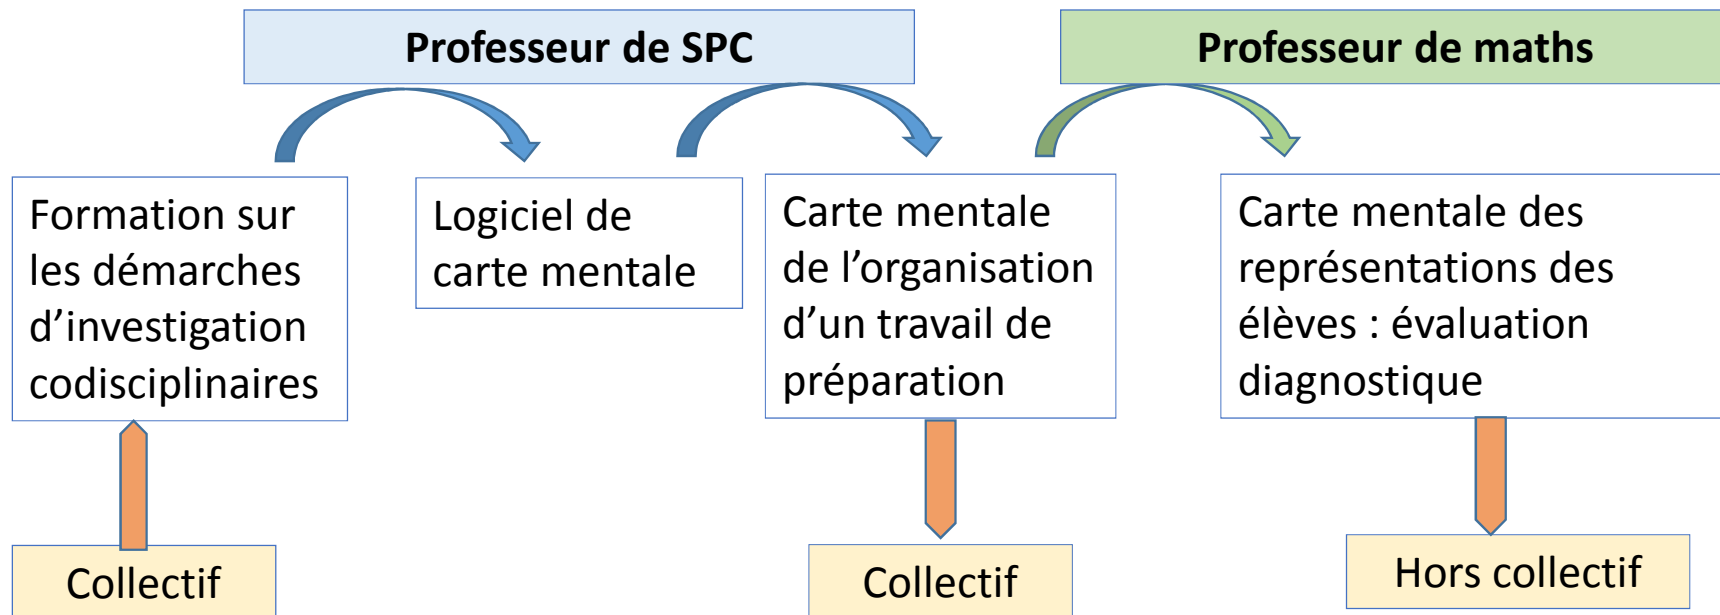 Professeur de SPC
Professeur de maths
Formation sur
les démarches
d’investigation
codisciplinaires
Logiciel de
carte mentale
Carte mentale
de l’organisation
d’un travail de
préparation
Carte mentale des
représentations des
élèves : évaluation
diagnostique
Collectif
Collectif
Hors collectif